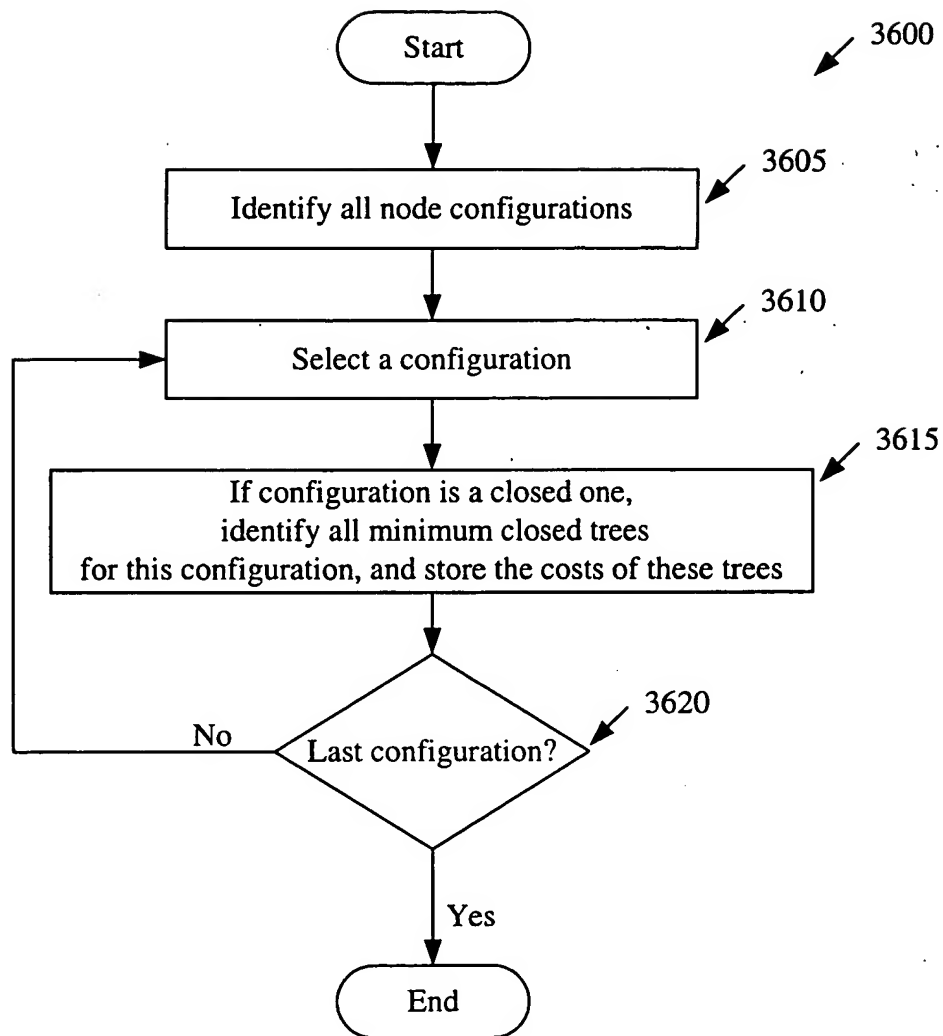 Start
3600
3605
Identify all node configurations
3610
Select a configuration
3615
If configuration is a closed one,
identify all minimum closed trees
for this configuration, and store the costs of these trees
3620
No
Last configuration?
Yes
End